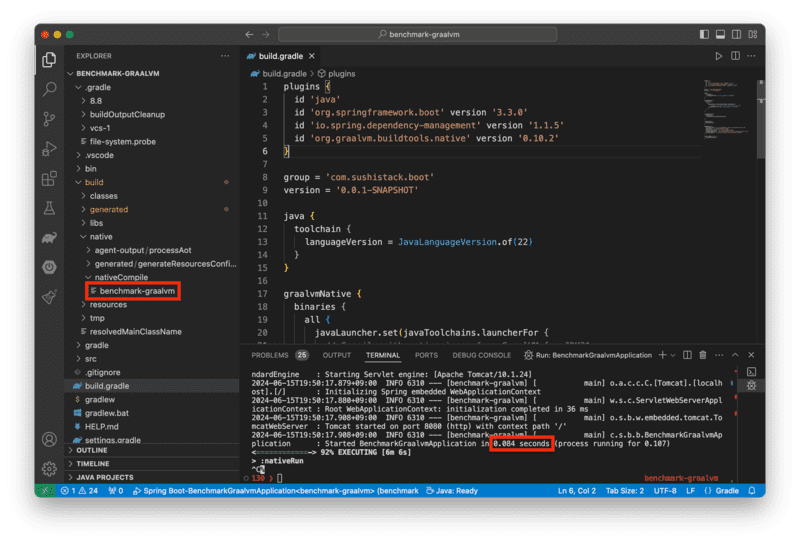 benchmark-graalvm
EXPLORER
BENCHMARK-GRAALVM
.gradle
8.8
buildOutputCleanup
vcs-1
file-system.probe
.vscode
bin
build
classes
generated
libs
native
agent-output/processAot
generated/generateResourcesConfi...
nativeCompile
benchmark-graalvm
resources
tmp
resolvedMainClassName
gradle
src
.gitignore
build.gradle
gradlew
gradlew.bat
HELP.md
settings.gradle
OUTLINE
TIMELINE
JAVA PROJECTS
build.gradle
build.gradle > plugins
1 plugins {
2 id 'java'
3 id 'org.springframework.boot' version '3.3.0'
4 id 'io.spring.dependency-management' version '1.1.5'
5 id 'org.graalvm.buildtools.native' version '0.10.2'
6 }
7
8 group = 'com.sushistack.boot'
9 version = '0.0.1-SNAPSHOT'
10
11 java {
12 toolchain {
13 languageVersion = JavaLanguageVersion.of(22)
14 }
15 }
16
17 graalvmNative {
18 binaries {
19 all {
20 javaLauncher.set(javaToolchains.launcherFor {
PROBLEMS 25 OUTPUT TERMINAL PORTS DEBUG CONSOLE Run: BenchmarkGraalvmApplication
ndardEngine : Starting Servlet engine: [Apache Tomcat/10.1.24]
2024-06-15T19:50:17.879+09:00 INFO 6310 --- [benchmark-graalvm] [ main] o.a.c.c.C.[Tomcat].[localh
ost].[/] : Initializing Spring embedded WebApplicationContext
2024-06-15T19:50:17.880+09:00 INFO 6310 --- [benchmark-graalvm] [ main] w.s.c.ServletWebServerAppl
icationContext : Root WebApplicationContext: initialization completed in 36 ms
2024-06-15T19:50:17.908+09:00 INFO 6310 --- [benchmark-graalvm] [ main] o.s.b.w.embedded.tomcat.To
mcatWebServer : Tomcat started on port 8080 (http) with context path '/'
2024-06-15T19:50:17.908+09:00 INFO 6310 --- [benchmark-graalvm] [ main] c.s.b.b.BenchmarkGraalvmAp
plication : Started BenchmarkGraalvmApplication in 0.084 seconds (process running for 0.107)
<============-> 92% EXECUTING [6m 6s]
> :nativeRun
^C
130 >
benchmark-graalvm
1 24 0 Spring Boot-BenchmarkGraalvmApplication<benchmark-graalvm> (benchmark Java: Ready Ln 6, Col 2 Tab Size: 2 UTF-8 LF Gradle